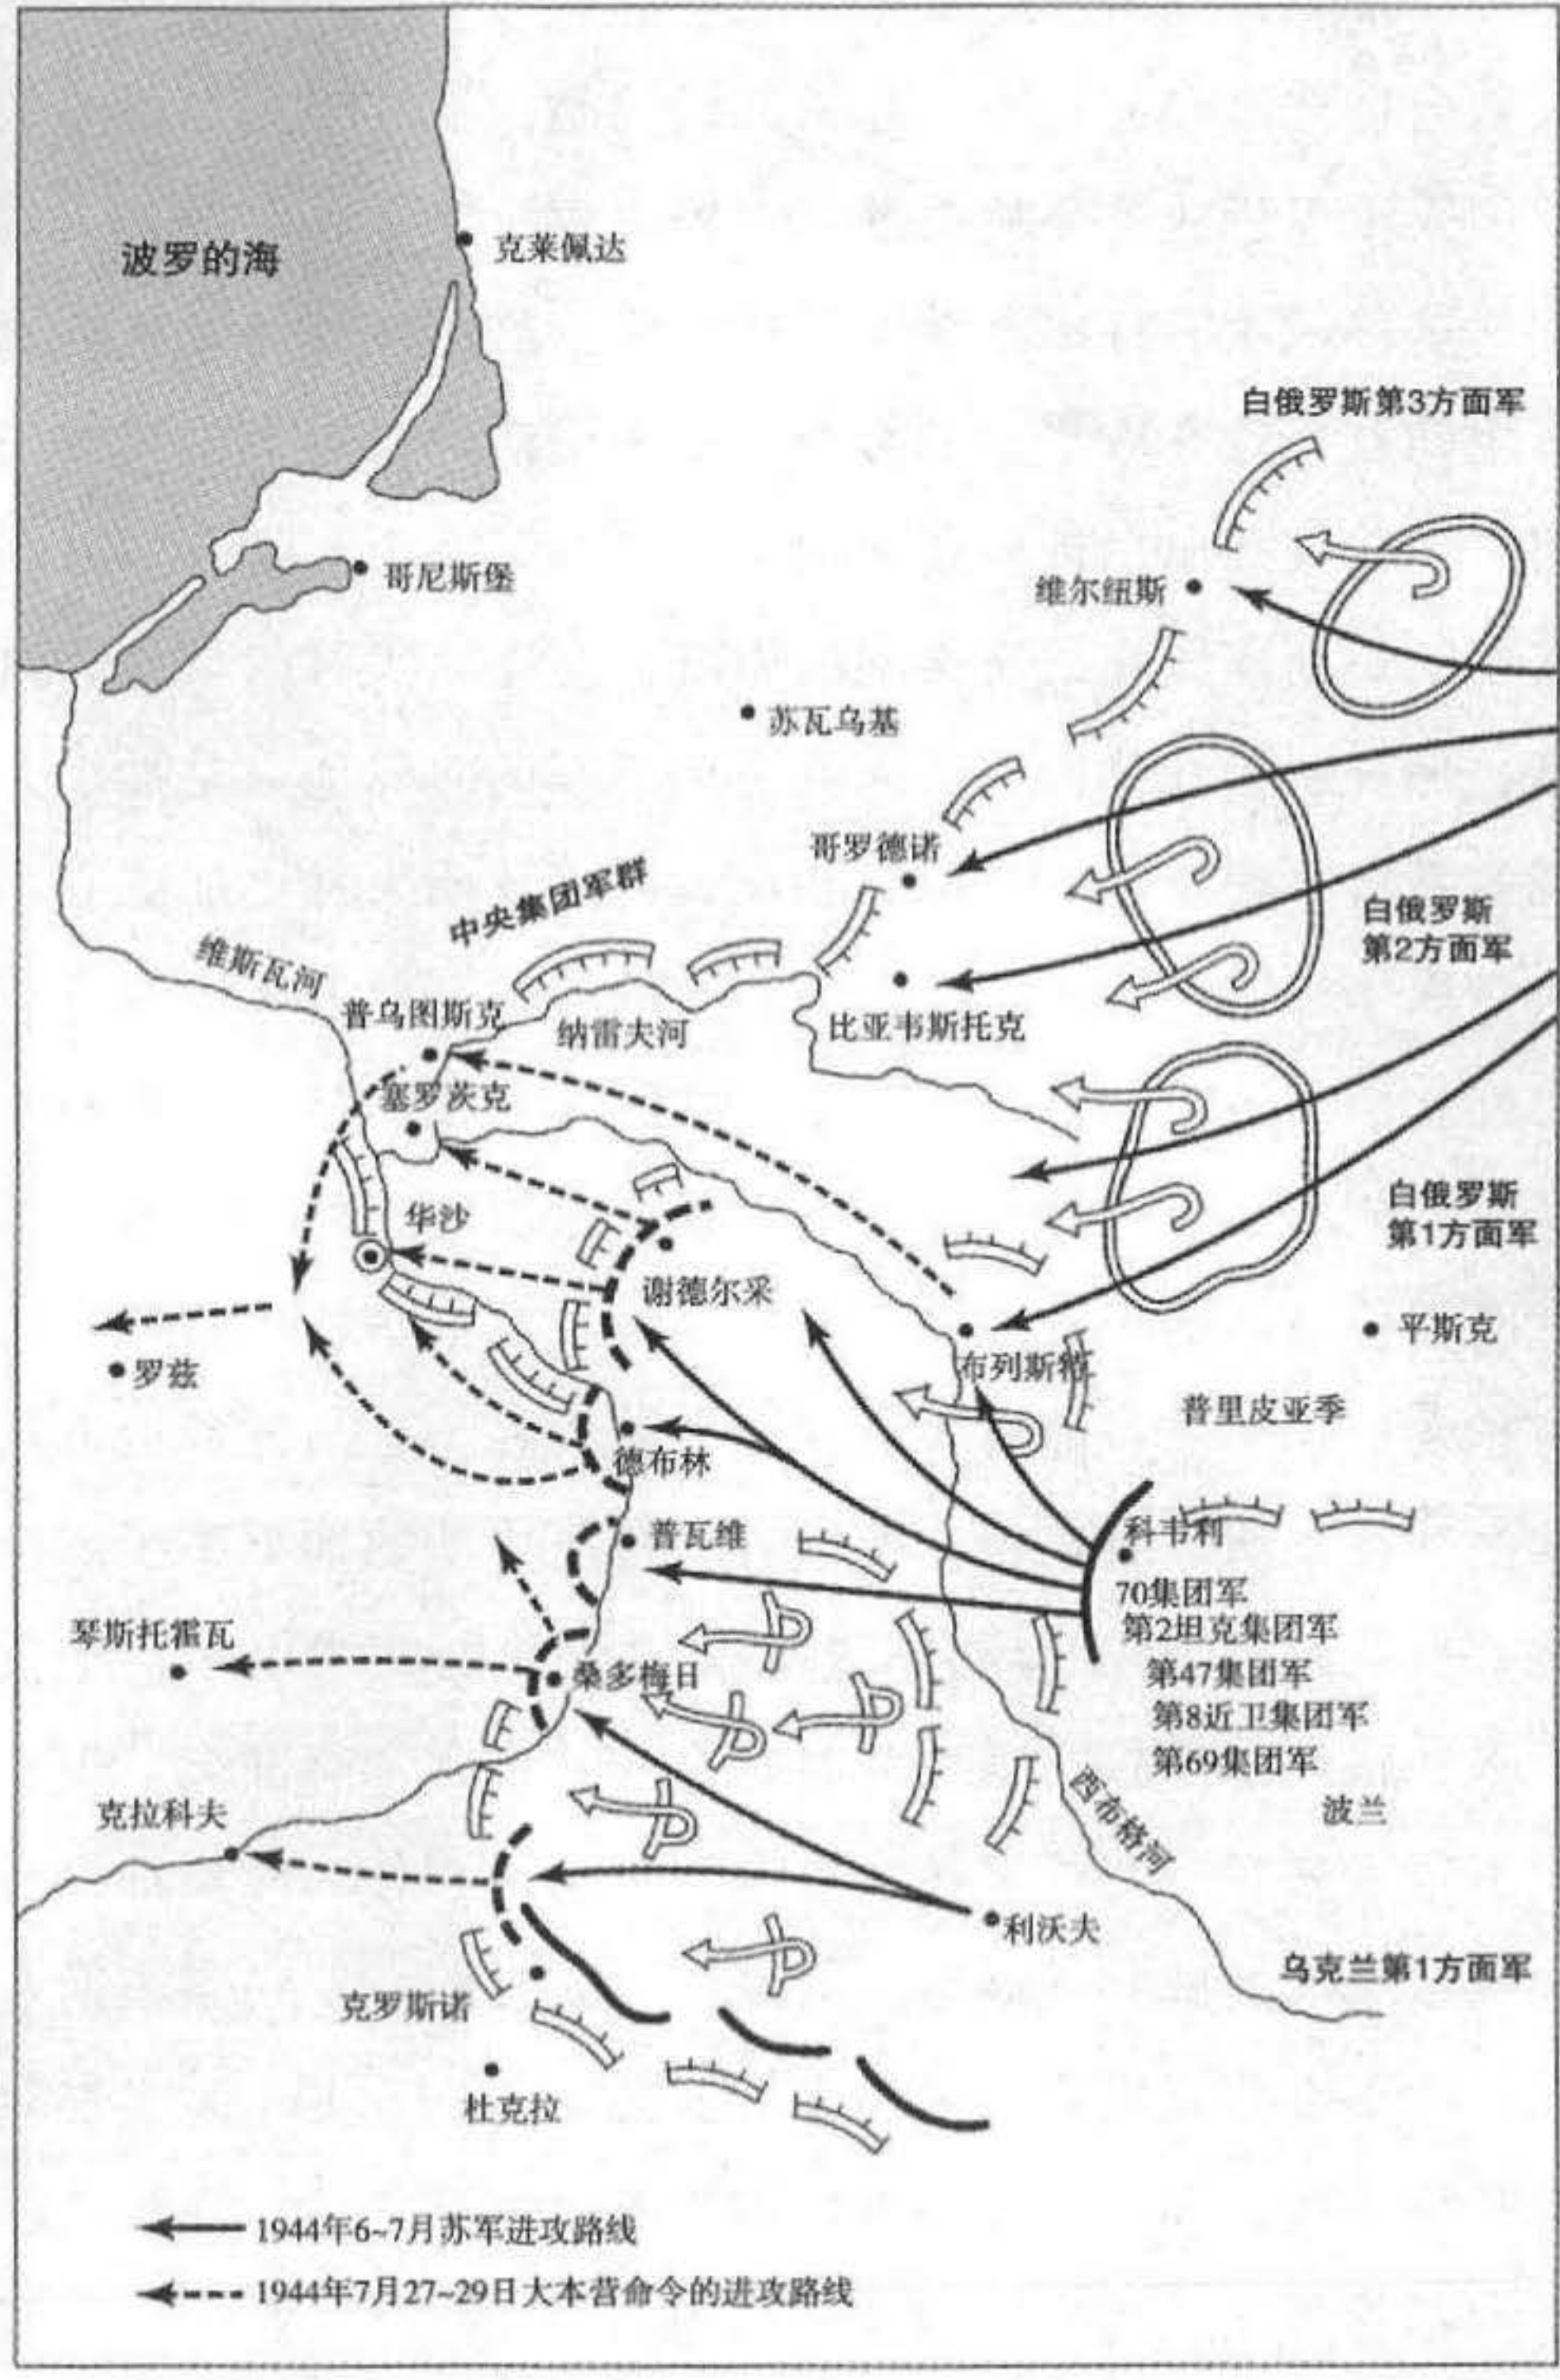 波罗的海
克莱佩达
白俄罗斯第3方面军
哥尼斯堡
维尔纽斯
苏瓦乌基
哥罗德诺
中央集团军群
白俄罗斯
第2方面军
维斯瓦河
普乌图斯克
纳雷夫河
比亚韦斯托克
塞罗茨克
华沙
白俄罗斯
第1方面军
谢德尔采
平斯克
罗兹
布列斯特
普里皮亚季
德布林
科韦利
普瓦维
70集团军
第2坦克集团军
琴斯托霍瓦
桑多梅日
第47集团军
第8近卫集团军
第69集团军
克拉科夫
西布格河
波兰
利沃夫
乌克兰第1方面军
克罗斯诺
杜克拉
1944年6~7月苏军进攻路线
1944年7月27~29日大本营命令的进攻路线